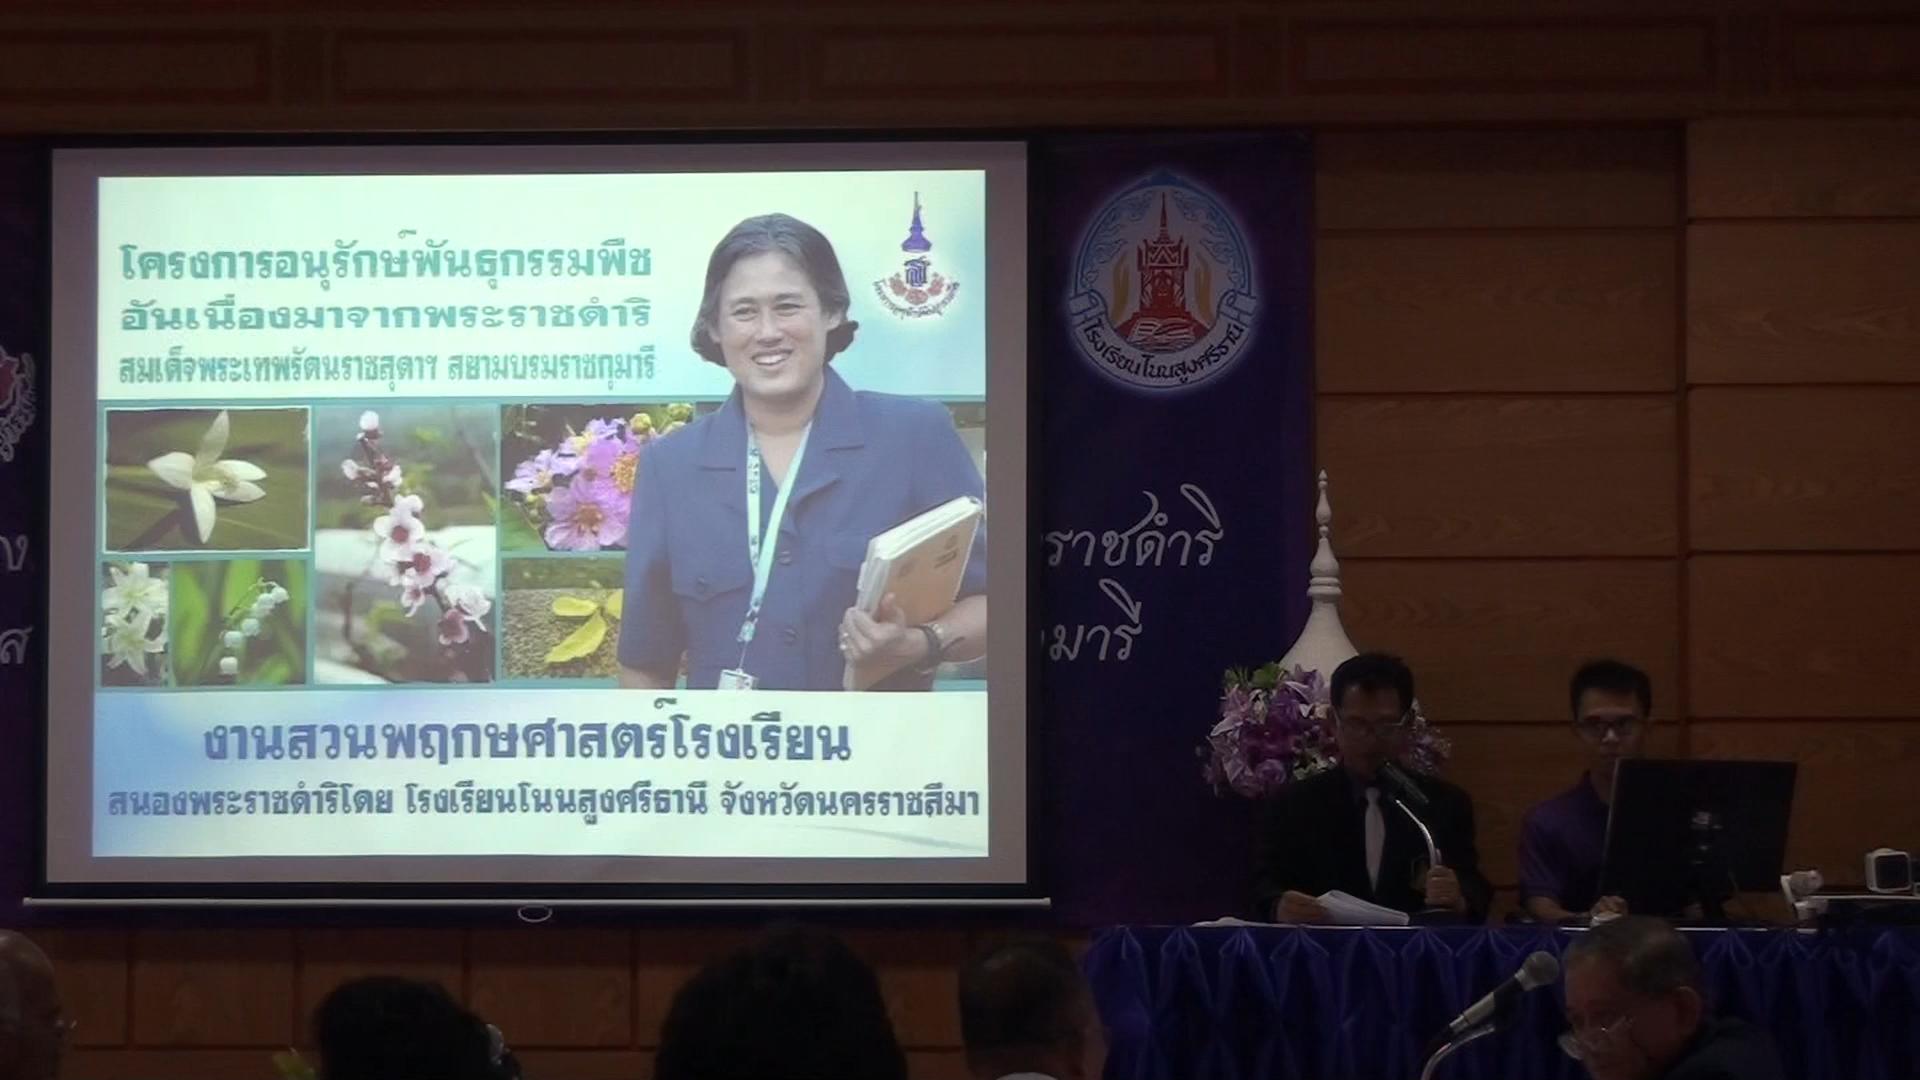 โครงการอนุรักษ์พันธุกรรมพืช
อันเนื่องมาจากพระราชดำริ
สมเด็จพระเทพรัตนราชสุดาฯ สยามบรมราชกุมารี
งานสวนพฤกษศาสตร์โรงเรียน
สนองพระราชดำริโดย โรงเรียนโนนสูงศรีธานี จังหวัดนครราชสีมา
โรงเรียนโนนสูงศรีธานี
ราชดำริ
มารี